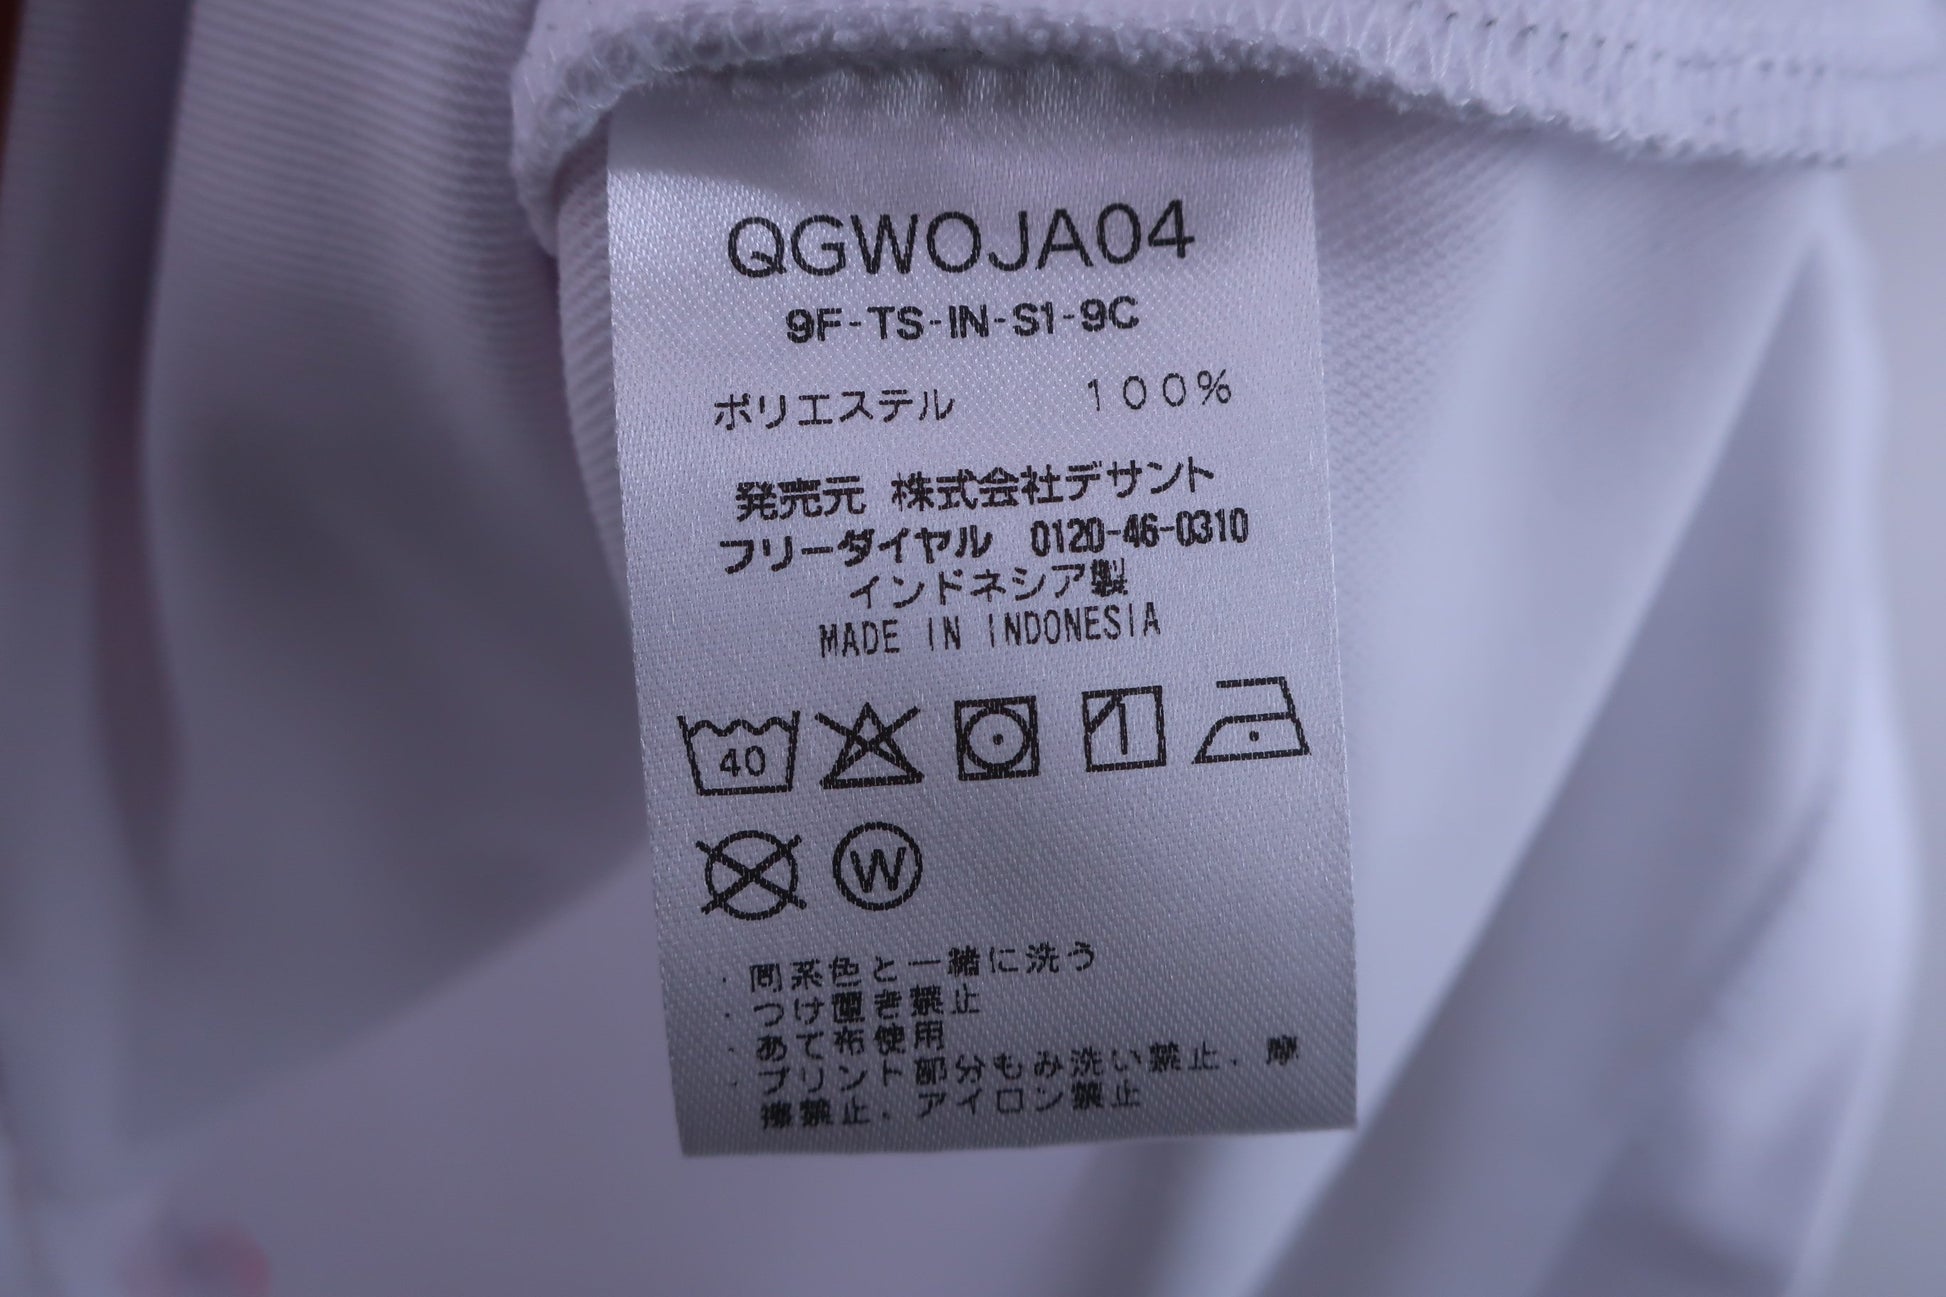 QGWOJA04
9F-TS-IN-S1-9C
ポリエステル 100%
発売元 株式会社デサント
フリーダイヤル 0120-46-0310
インドネシア製
MADE IN INDONESIA
40
W
・同系色と一緒に洗う
・つけ置き禁止
・あて布使用
・プリント部分もみ洗い禁止．摩
擦禁止．アイロン禁止